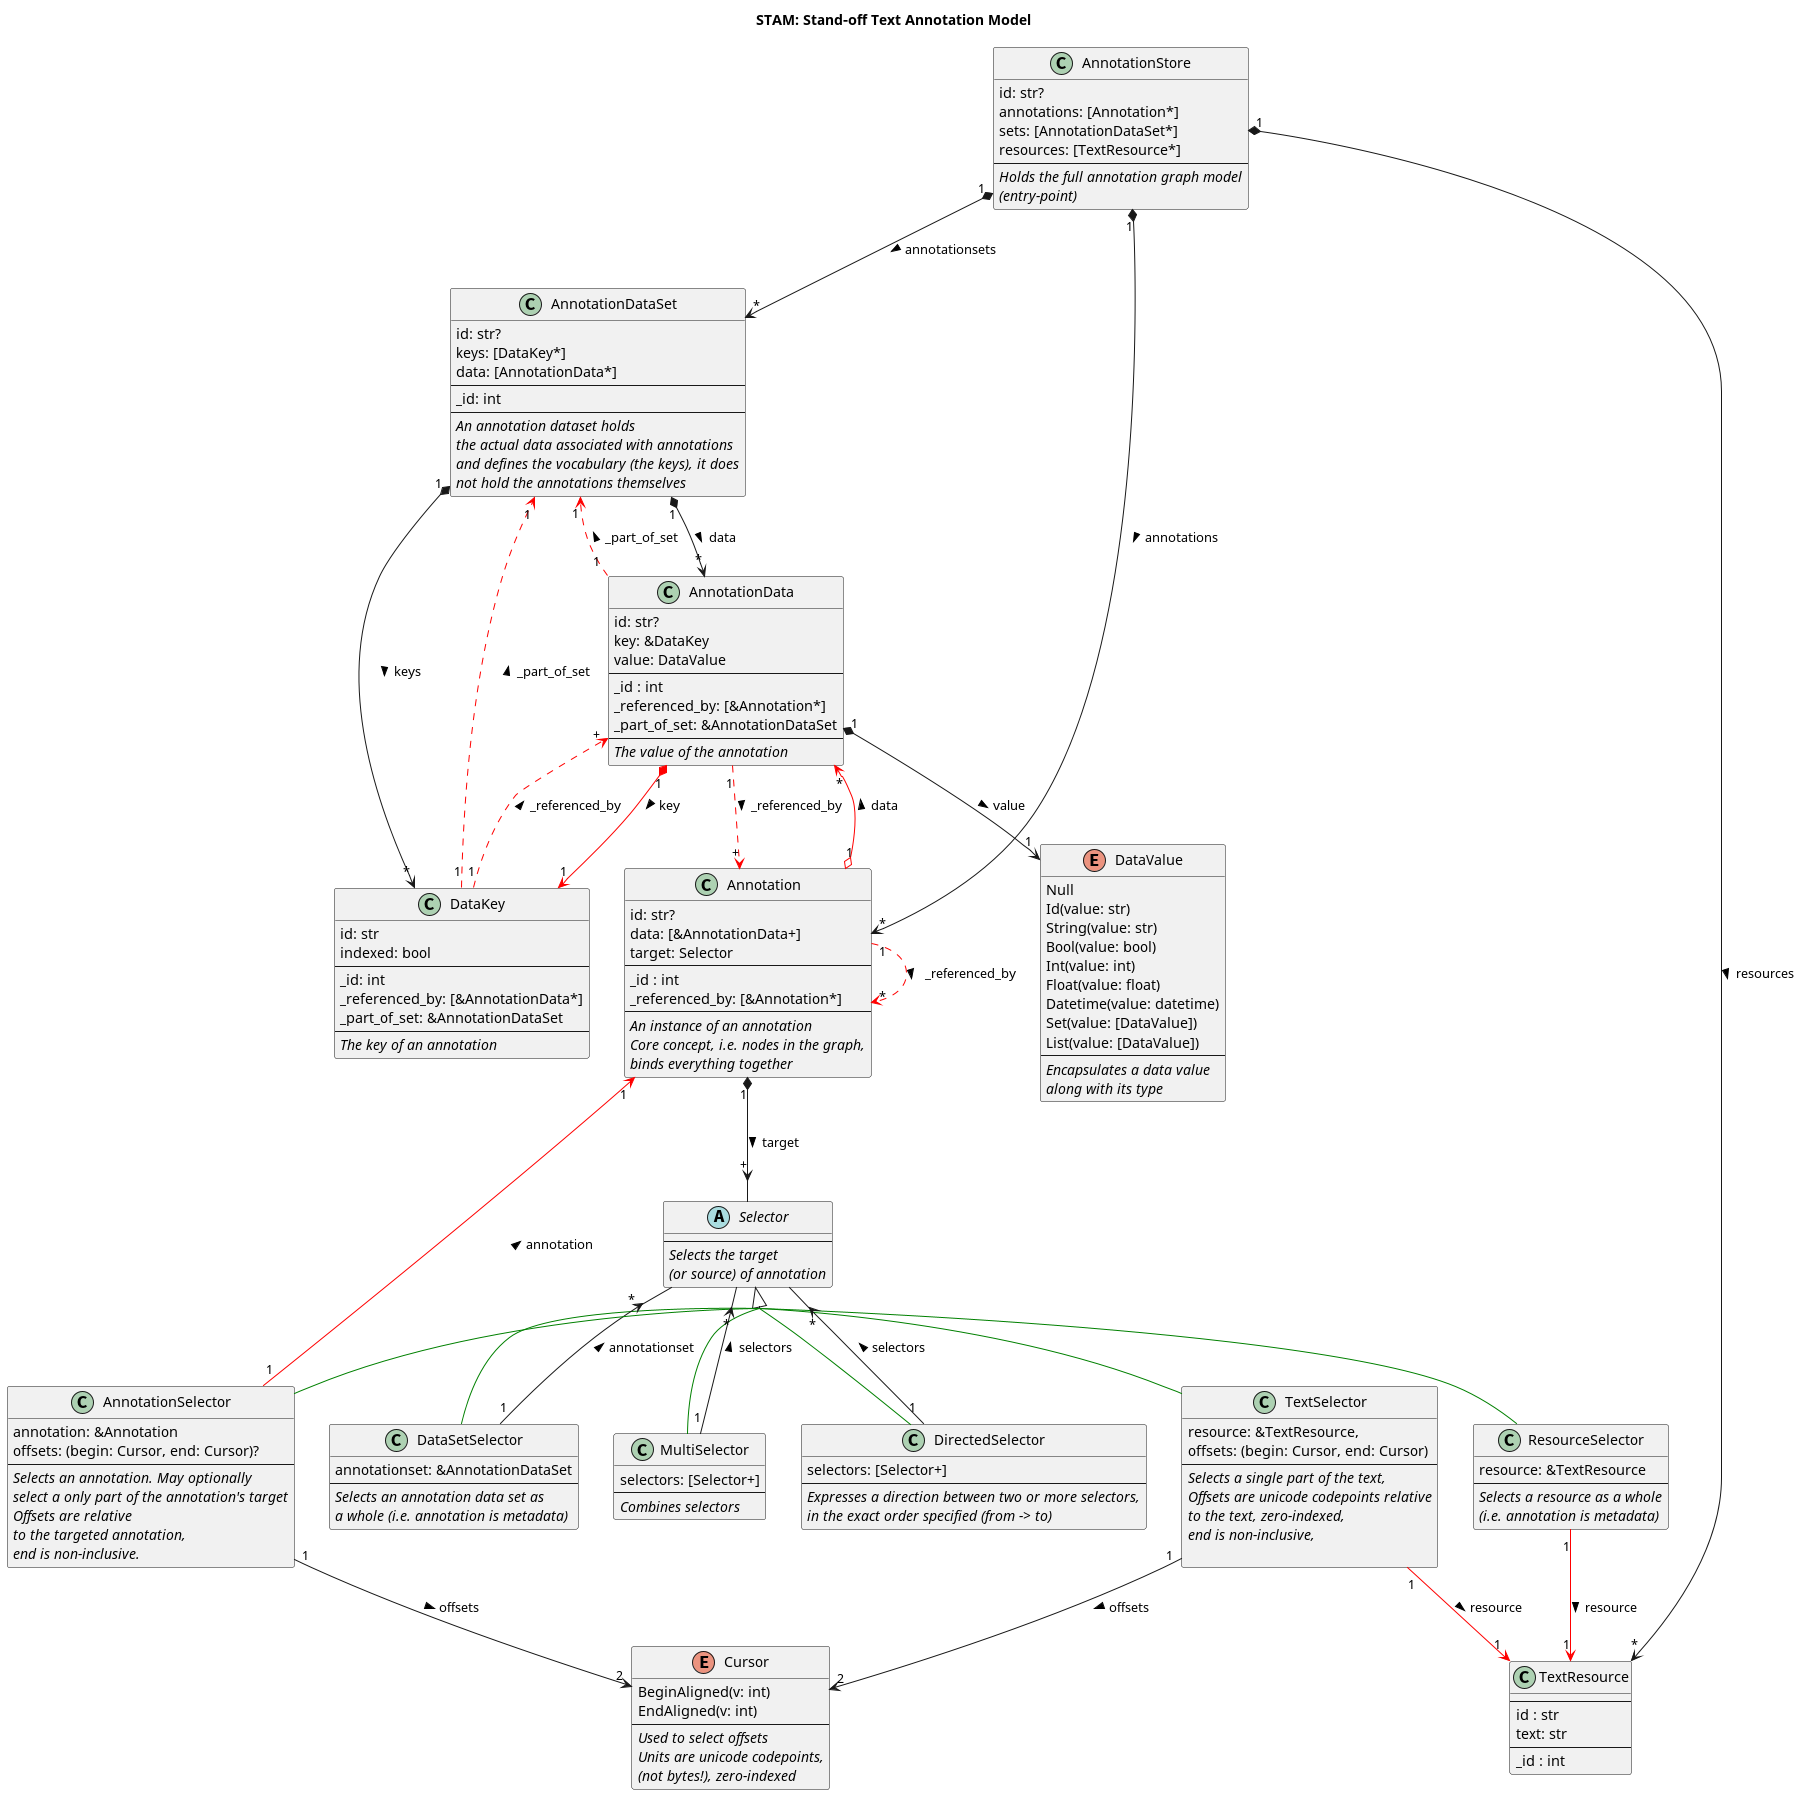 STAM: Stand-off Text Annotation Model
C AnnotationStore
id: str?
annotations: [Annotation*]
sets: [AnnotationDataSet*]
resources: [TextResource*]
Holds the full annotation graph model
(entry-point)
1
1
1
annotationsets
*
C AnnotationDataSet
id: str?
keys: [DataKey*]
data: [AnnotationData*]
_id: int
An annotation dataset holds
the actual data associated with annotations
and defines the vocabulary (the keys), it does
not hold the annotations themselves
1
1
1
1
_part_of_set
data
annotations
1
*
C AnnotationData
id: str?
key: &DataKey
value: DataValue
_id : int
_referenced_by: [&Annotation*]
_part_of_set: &AnnotationDataSet
The value of the annotation
keys
_part_of_set
+
1
1
1
*
_referenced_by
key
_referenced_by
data
value
*
1
1
1
+
1
1
C DataKey
id: str
indexed: bool
_id: int
_referenced_by: [&AnnotationData*]
_part_of_set: &AnnotationDataSet
The key of an annotation
C Annotation
id: str?
data: [&AnnotationData+]
target: Selector
_id : int
_referenced_by: [&Annotation*]
An instance of an annotation
Core concept, i.e. nodes in the graph,
binds everything together
*
1
_referenced_by
*
E DataValue
Null
Id(value: str)
String(value: str)
Bool(value: bool)
Int(value: int)
Float(value: float)
Datetime(value: datetime)
Set(value: [DataValue])
List(value: [DataValue])
Encapsulates a data value
along with its type
resources
1
1
target
+
annotation
A Selector
Selects the target
(or source) of annotation
*
*
*
annotationset
selectors
selectors
1
1
1
1
C AnnotationSelector
annotation: &Annotation
offsets: (begin: Cursor, end: Cursor)?
Selects an annotation. May optionally
select a only part of the annotation's target
Offsets are relative
to the targeted annotation,
end is non-inclusive.
C DataSetSelector
annotationset: &AnnotationDataSet
Selects an annotation data set as
a whole (i.e. annotation is metadata)
C MultiSelector
selectors: [Selector+]
Combines selectors
C DirectedSelector
selectors: [Selector+]
Expresses a direction between two or more selectors,
in the exact order specified (from -> to)
C TextSelector
resource: &TextResource,
offsets: (begin: Cursor, end: Cursor)
Selects a single part of the text,
Offsets are unicode codepoints relative
to the text, zero-indexed,
end is non-inclusive,
C ResourceSelector
resource: &TextResource
Selects a resource as a whole
(i.e. annotation is metadata)
1
1
1
1
offsets
offsets
resource
resource
2
2
1
1
*
E Cursor
BeginAligned(v: int)
EndAligned(v: int)
Used to select offsets
Units are unicode codepoints,
(not bytes!), zero-indexed
C TextResource
id : str
text: str
_id : int